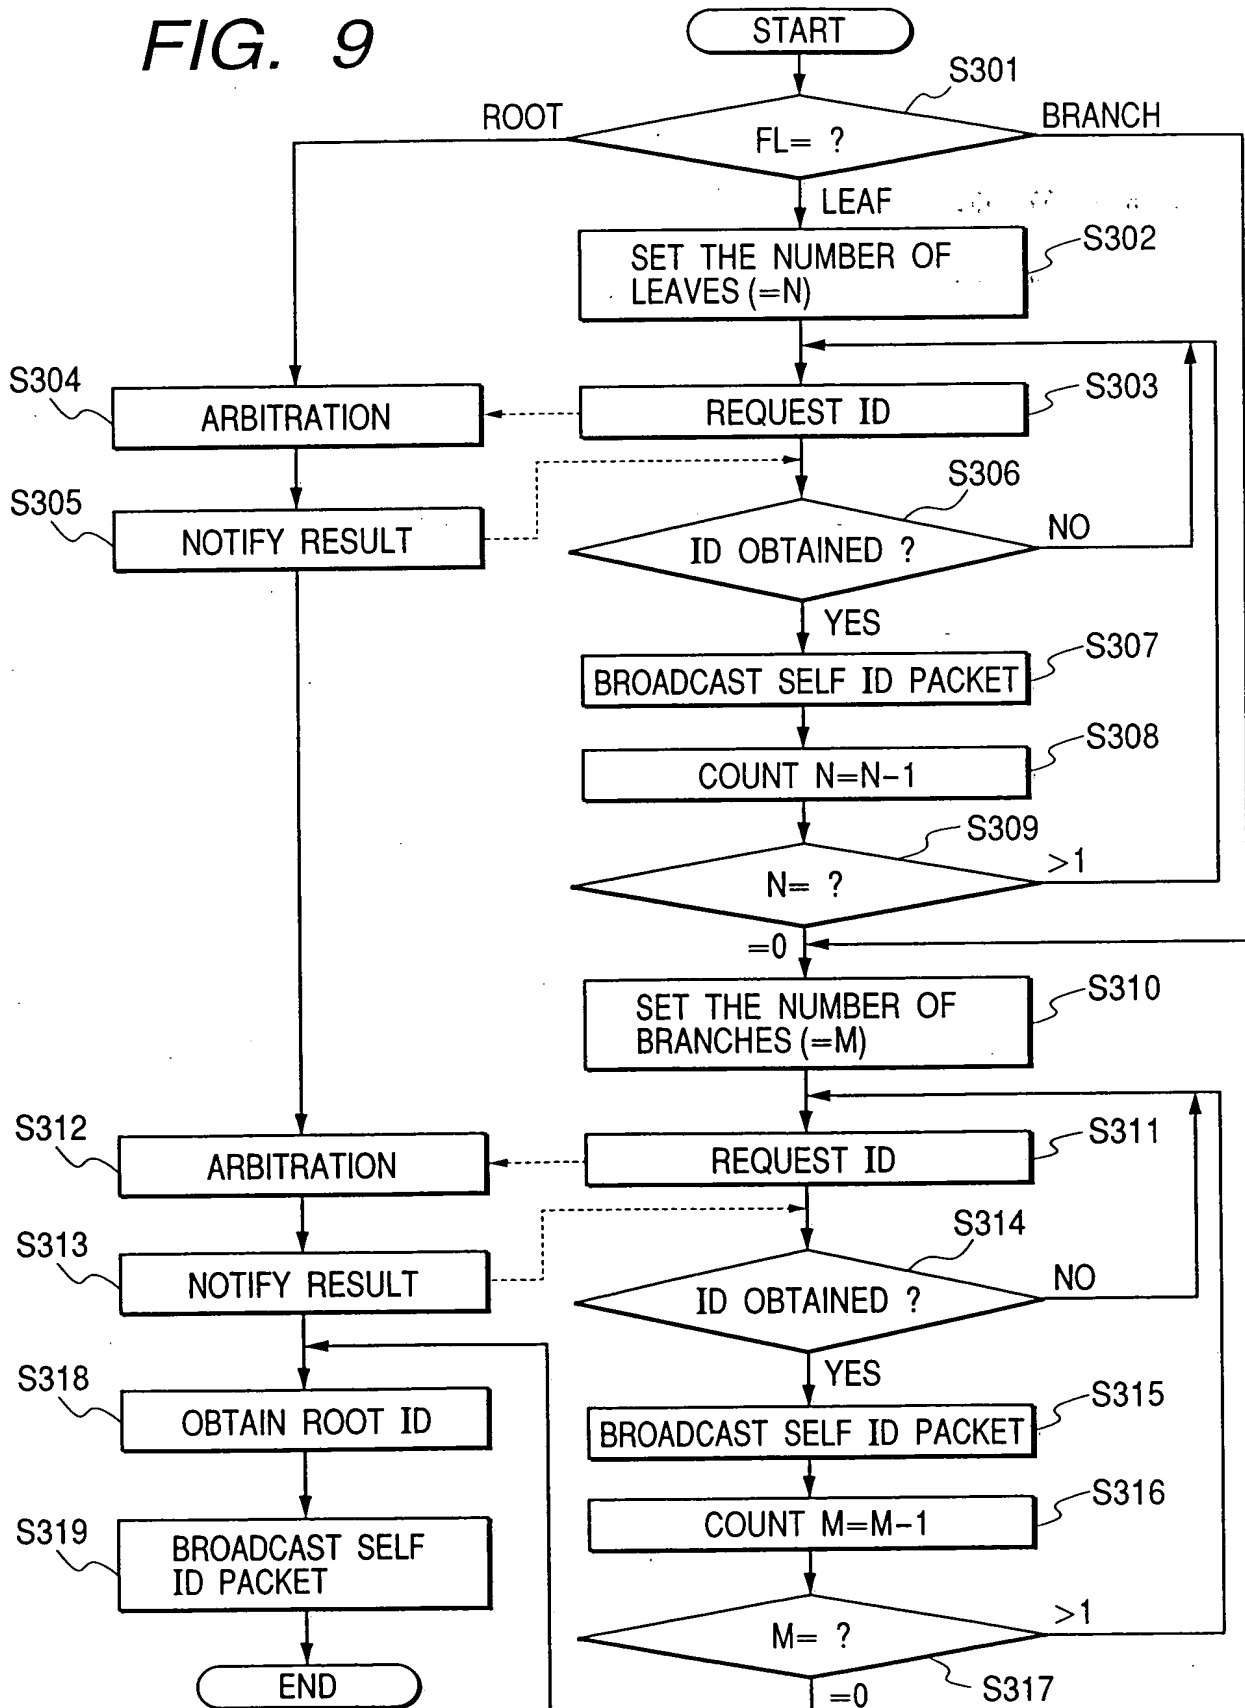 FIG. 9
START
S301
ROOT
FL= ?
BRANCH
LEAF
S302
SET THE NUMBER OF
LEAVES (=N)
S304
ARBITRATION
REQUEST ID
S303
S305
NOTIFY RESULT
S306
ID OBTAINED ?
NO
YES
S307
BROADCAST SELF ID PACKET
S308
COUNT N=N-1
S309
N= ?
>1
=0
S310
SET THE NUMBER OF
BRANCHES (=M)
S312
ARBITRATION
REQUEST ID
S311
S313
NOTIFY RESULT
S314
ID OBTAINED ?
NO
YES
S318
OBTAIN ROOT ID
S315
BROADCAST SELF ID PACKET
S316
COUNT M=M-1
S319
BROADCAST SELF
ID PACKET
M= ?
>1
S317
END
=0